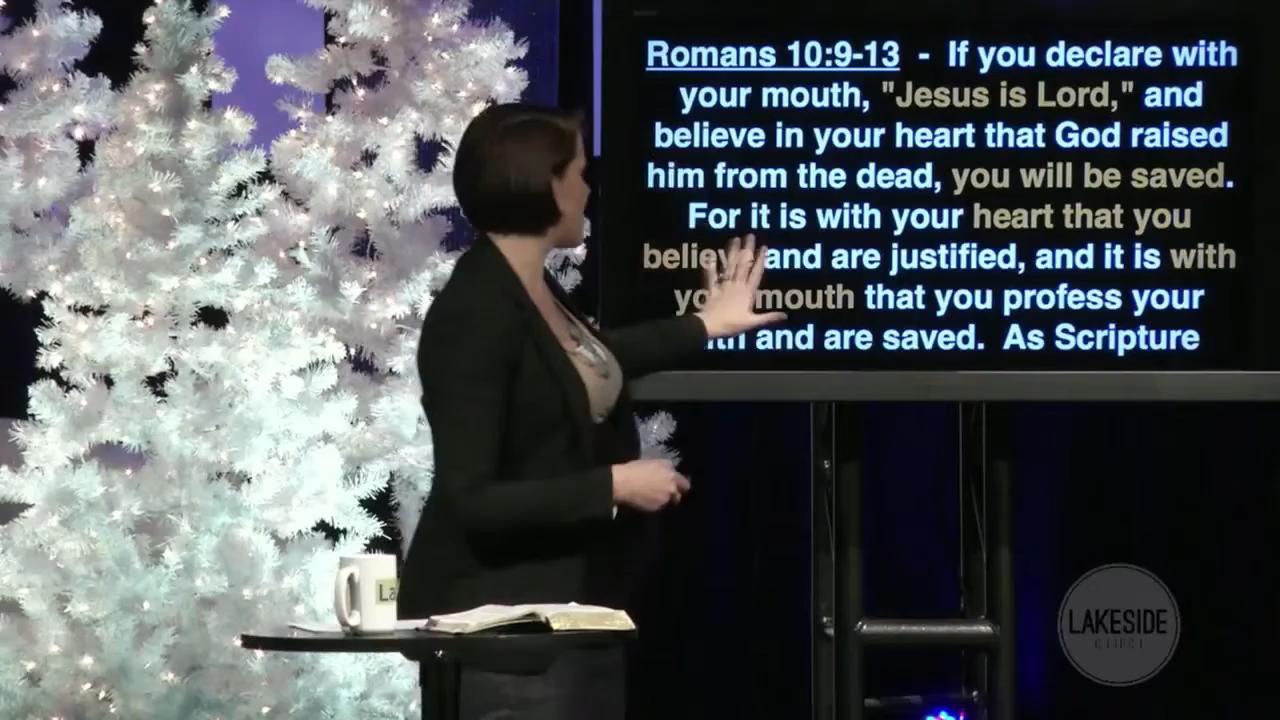 Romans 10:9-13 - If you declare with
your mouth, "Jesus is Lord," and
believe in your heart that God raised
him from the dead, you will be saved.
For it is with your heart that you
and are justified, and it is with
mouth that you profess your
and are saved. As Scripture
La
LAKESIDE